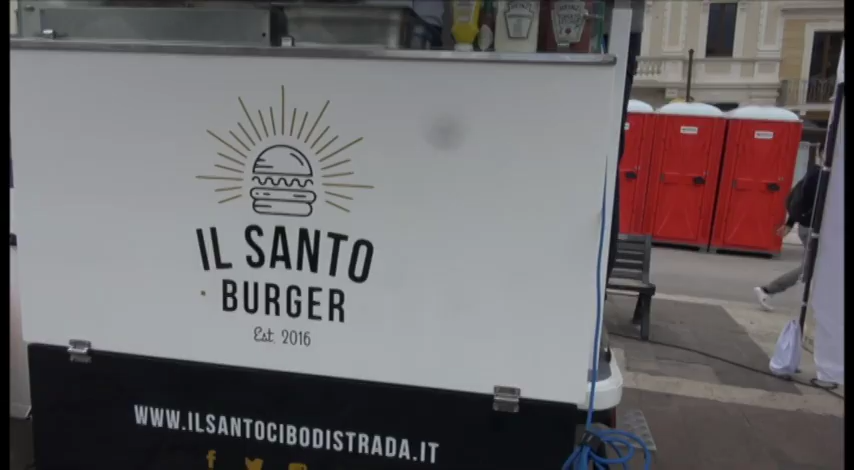 IL SANTO
BURGER
Est. 2016
WWW.ILSANTOCIBODISTRADA.IT